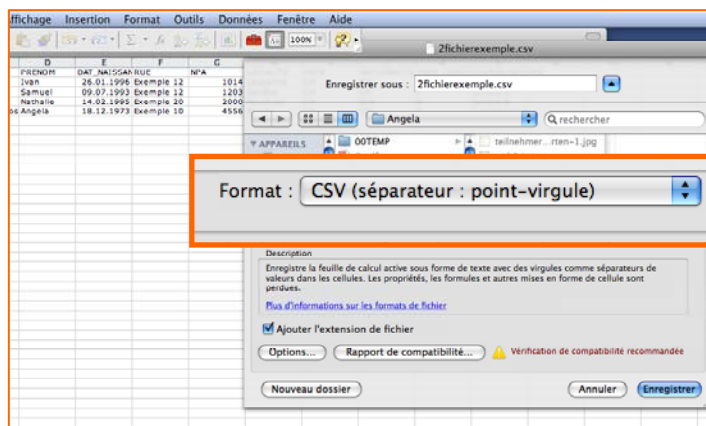 ffichage Insertion Format Outils Données Fenêtre Aide
100%
2fichierexemple.csv
D E F G
PRENOM DAT_NAISSAN RUE NPA
Ivan 26.01.1996 Exemple 12 1014
Samuel 09.07.1993 Exemple 12 1203
Nathalie 14.02.1995 Exemple 20 2000
os Angela 18.12.1973 Exemple 10 4556
Enregistrer sous : 2fichierexemple.csv
Angela
rechercher
APPAREILS
00TEMP
teilnehmer...rten-1.jpg
Format : CSV (séparateur : point-virgule)
Description
Enregistre la feuille de calcul active sous forme de texte avec des virgules comme séparateurs de
valeurs dans les cellules. Les propriétés, les formules et autres mises en forme de cellule sont
perdues.
Plus d'informations sur les formats de fichier
Ajouter l'extension de fichier
Options... Rapport de compatibilité... Vérification de compatibilité recommandée
Nouveau dossier Annuler Enregistrer